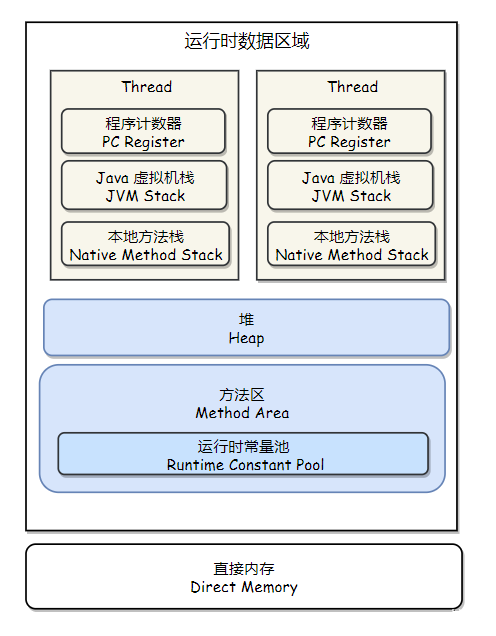 运行时数据区域
Thread
程序计数器
PC Register
Java 虚拟机栈
JVM Stack
本地方法栈
Native Method Stack
Thread
程序计数器
PC Register
Java 虚拟机栈
JVM Stack
本地方法栈
Native Method Stack
堆
Heap
方法区
Method Area
运行时常量池
Runtime Constant Pool
直接内存
Direct Memory